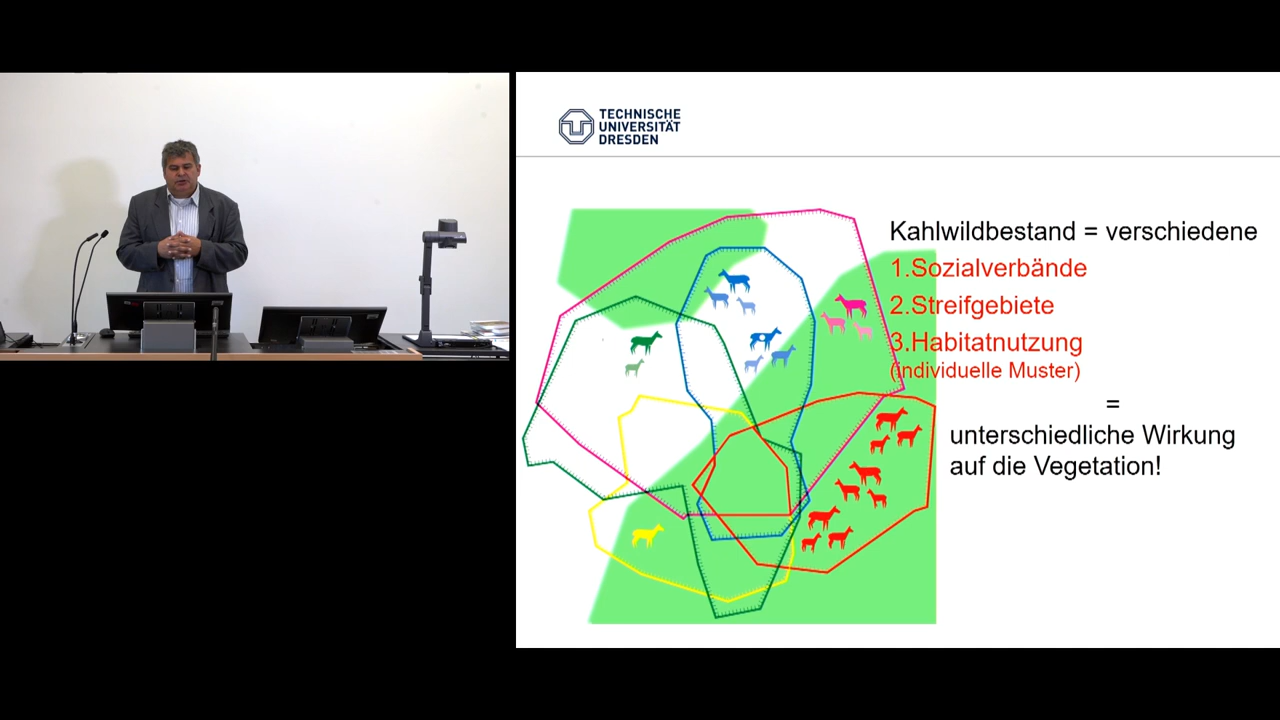 TECHNISCHE
UNIVERSITÄT
DRESDEN
Kahlwildbestand = verschiedene
1.Sozialverbände
2.Streifgebiete
3.Habitatnutzung
(individuelle Muster)
=
unterschiedliche Wirkung
auf die Vegetation!